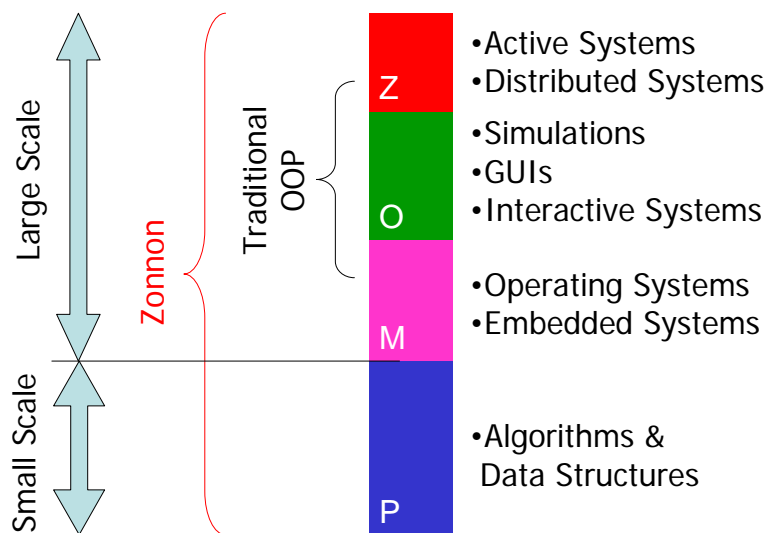 Large Scale
Small Scale
Zonnon
Traditional
OOP
Z
O
M
P
•Active Systems
•Distributed Systems
•Simulations
•GUIs
•Interactive Systems
•Operating Systems
•Embedded Systems
•Algorithms &
Data Structures